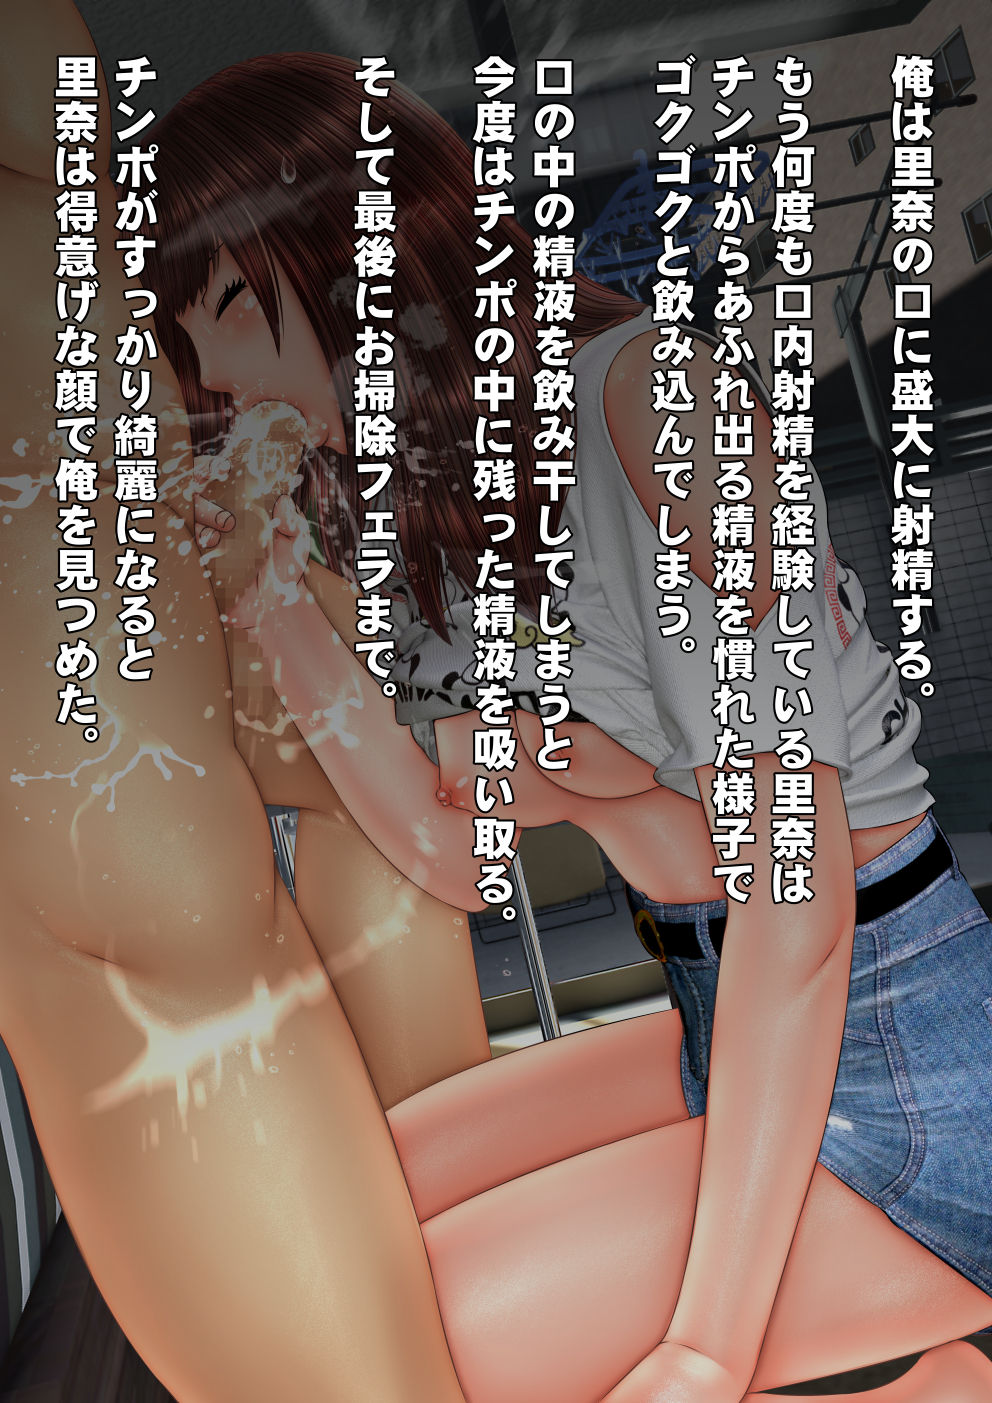 俺は里奈の口に盛大に射精する。
もう何度も口内射精を経験している里奈は
チンポからあふれ出る精液を慣れた様子で
ゴクゴクと飲み込んでしまう。
口の中の精液を飲み干してしまうと
今度はチンポの中に残った精液を吸い取る。
そして最後にお掃除フェラまで。
チンポがすっかり綺麗になると
里奈は得意げな顔で俺を見つめた。